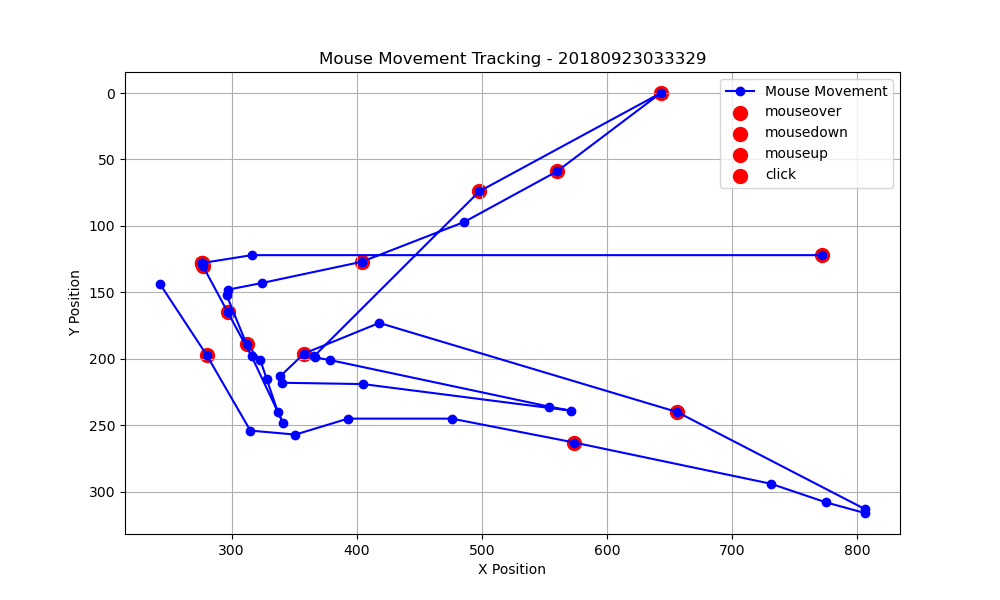 Mouse Movement Tracking - 20180923033329
Mouse Movement
mouseover
mousedown
mouseup
click
0
50
100
150
200
250
300
Y Position
300
400
500
600
700
800
X Position